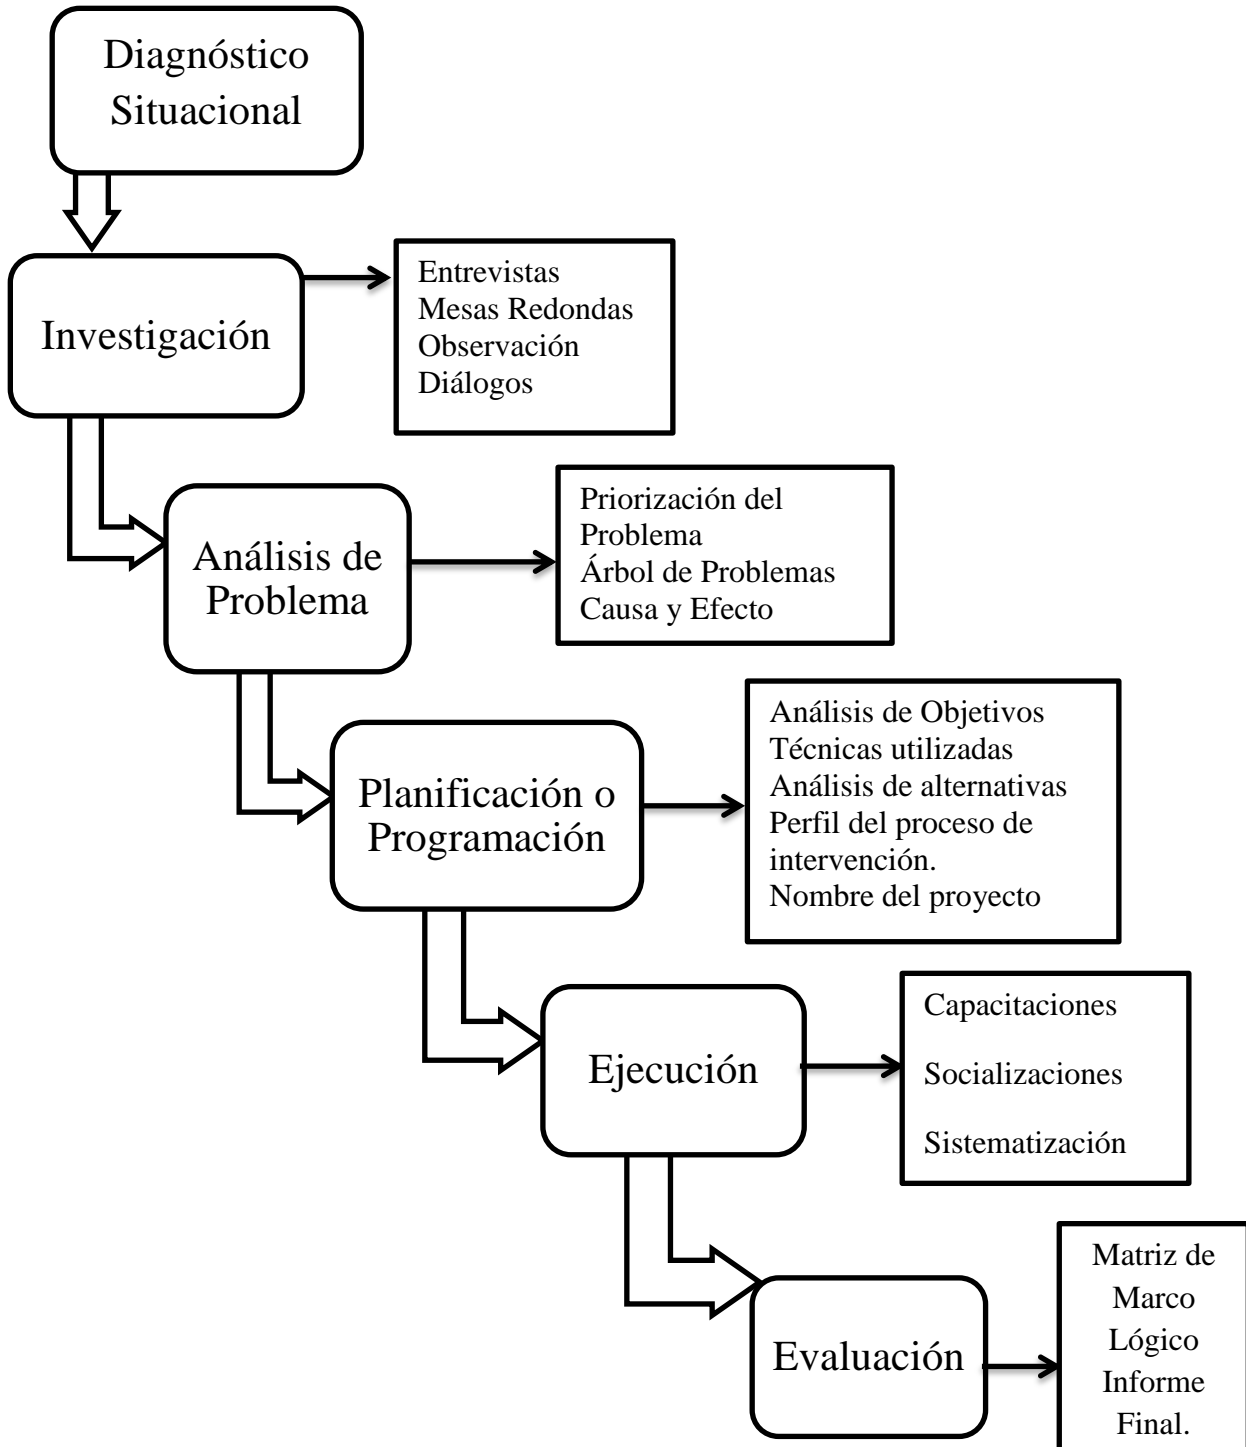 Diagnóstico
Situacional
Investigación
Entrevistas
Mesas Redondas
Observación
Diálogos
Análisis de
Problema
Priorización del
Problema
Árbol de Problemas
Causa y Efecto
Planificación o
Programación
Análisis de Objetivos
Técnicas utilizadas
Análisis de alternativas
Perfil del proceso de
intervención.
Nombre del proyecto
Ejecución
Capacitaciones
Socializaciones
Sistematización
Evaluación
Matriz de
Marco
Lógico
Informe
Final.